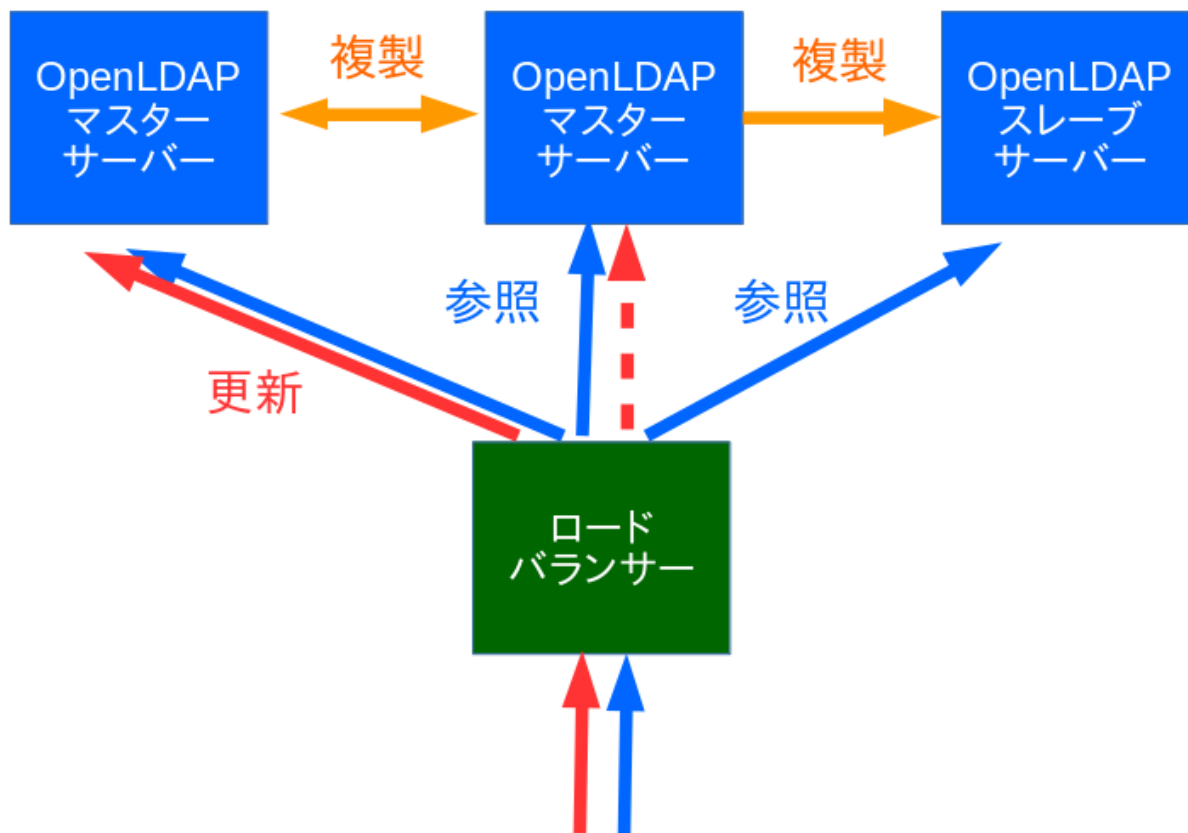 OpenLDAP
マスター
サーバー
複製
OpenLDAP
マスター
サーバー
複製
OpenLDAP
スレーブ
サーバー
参照
参照
更新
ロード
バランサー